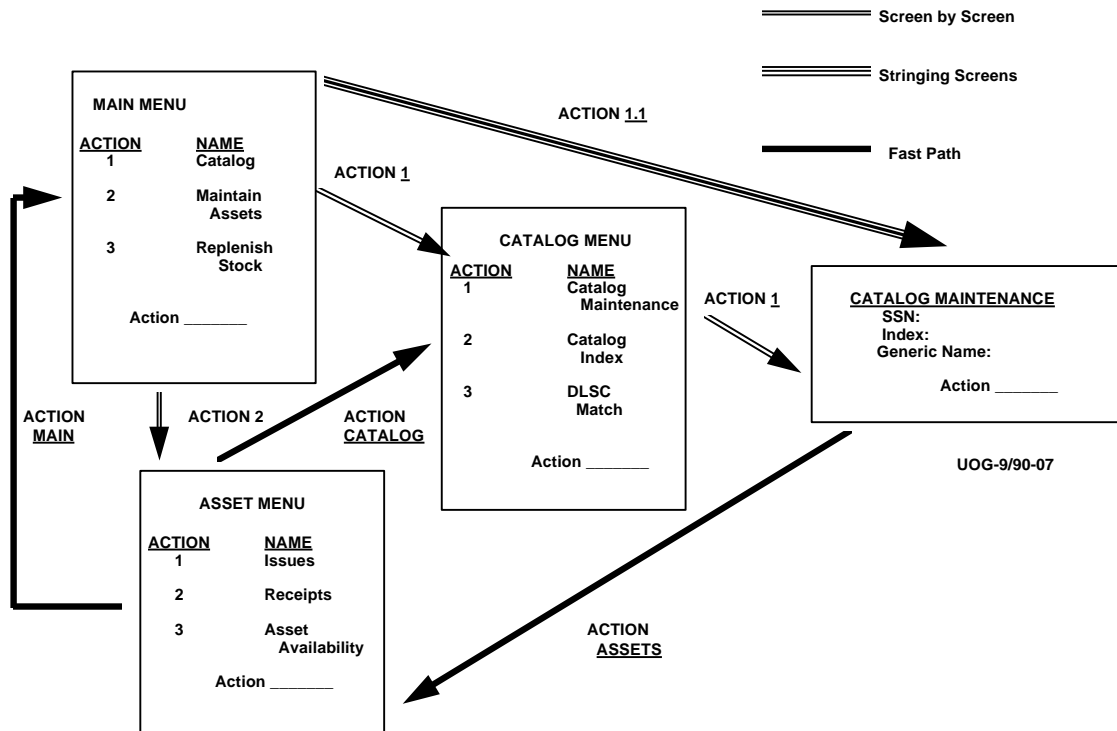 Screen by Screen
Stringing Screens
Fast Path
MAIN MENU
ACTION NAME
1 Catalog
2 Maintain
Assets
3 Replenish
Stock
Action _______
ACTION 1.1
ACTION 1
CATALOG MENU
ACTION NAME
1 Catalog
Maintenance
2 Catalog
Index
3 DLSC
Match
Action _______
ACTION 1
CATALOG MAINTENANCE
SSN:
Index:
Generic Name:
Action _______
UOG-9/90-07
ACTION
MAIN
ACTION 2
ACTION
CATALOG
ASSET MENU
ACTION NAME
1 Issues
2 Receipts
3 Asset
Availability
Action _______
ACTION
ASSETS